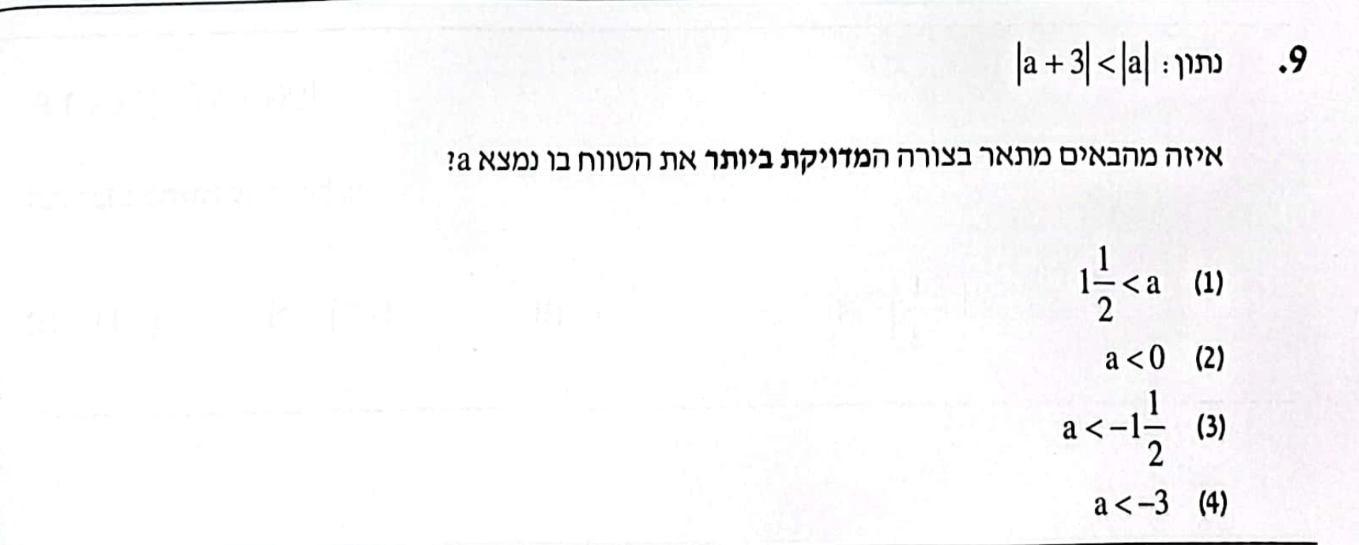 9. נתון: |a + 3| < |a|
איזה מהבאים מתאר בצורה המדויקת ביותר את הטווח בו נמצא a?
(1) 1\frac{1}{2} < a
(2) a < 0
(3) a < -1\frac{1}{2}
(4) a < -3